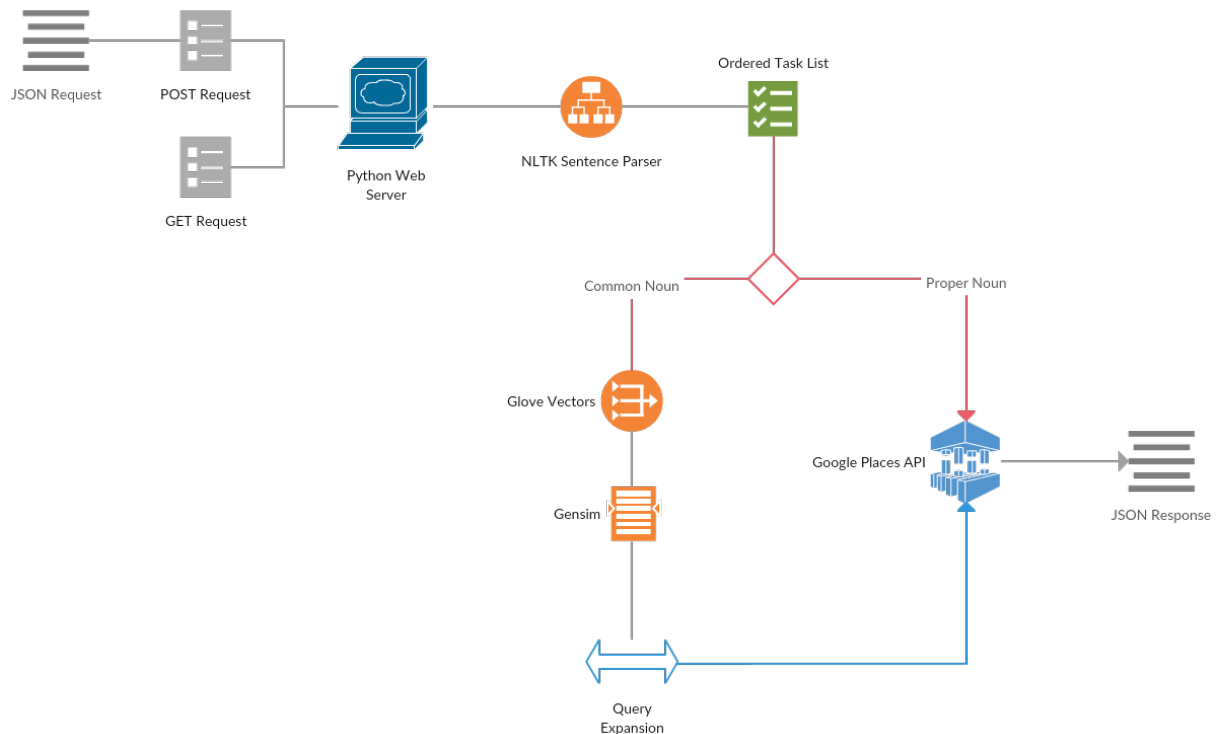 JSON Request
POST Request
GET Request
Python Web
Server
NLTK Sentence Parser
Ordered Task List
Common Noun
Proper Noun
Glove Vectors
Gensim
Query
Expansion
Google Places API
JSON Response